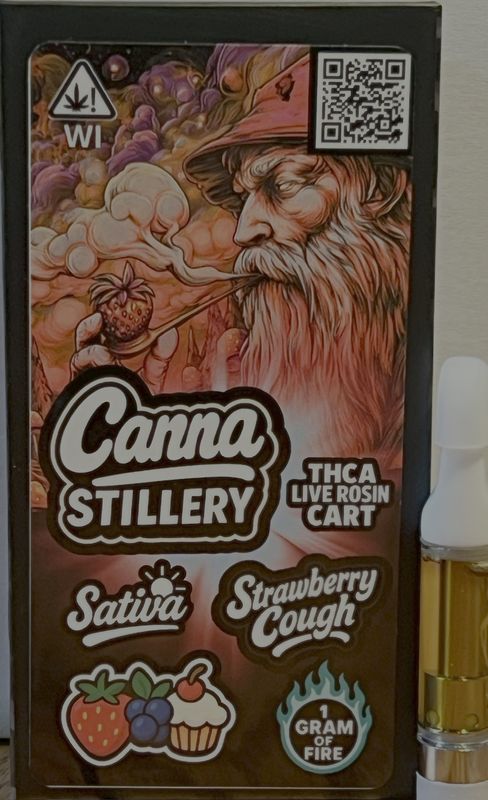 WI
Canna
STILLERY
THCA
LIVE ROSIN
CART
Sativa
Strawberry
Cough
1
GRAM
OF
FIRE